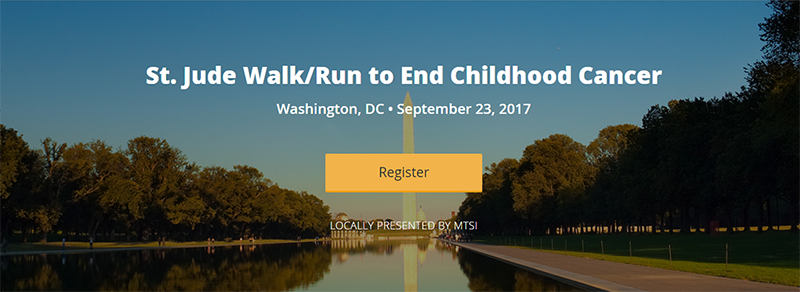 St. Jude Walk/Run to End Childhood Cancer
Washington, DC • September 23, 2017
Register
LOCALLY PRESENTED BY MTSI